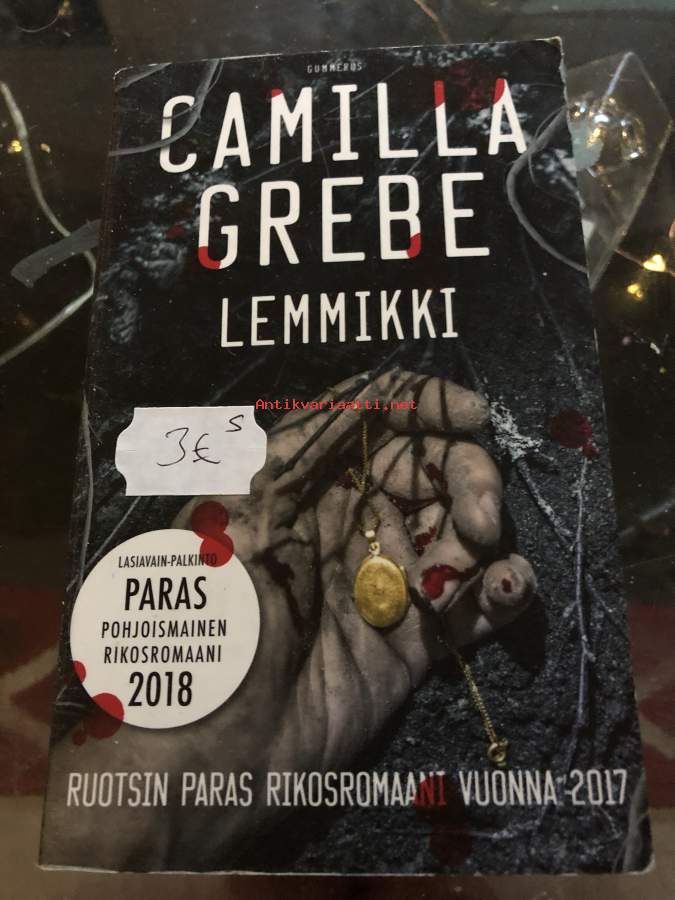 GUMMERUS
CAMILLA
GREBE
LEMMIKKI
Antikvariaatti.net
3€ s
LASIAVAIN-PALKINTO
PARAS
POHJOISMAINEN
RIKOSROMAANI
2018
RUOTSIN PARAS RIKOSROMAANI VUONNA 2017